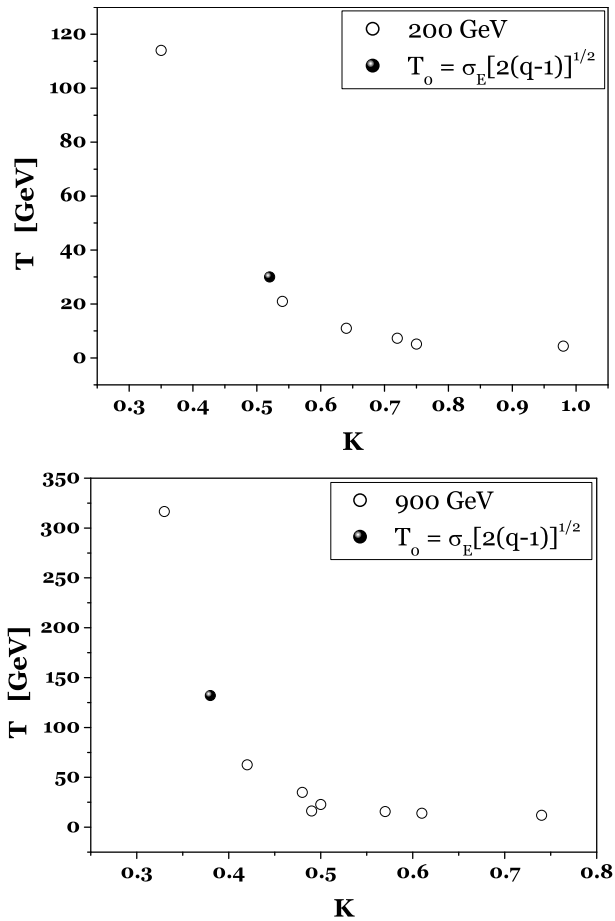 120
100
80
60
40
20
0
T [GeV]
200 GeV
T₀ = σ_E[2(q-1)]^{1/2}
0.3 0.4 0.5 0.6 0.7 0.8 0.9 1.0
K
350
300
250
200
150
100
50
0
T [GeV]
900 GeV
T₀ = σ_E[2(q-1)]^{1/2}
0.3 0.4 0.5 0.6 0.7 0.8
K